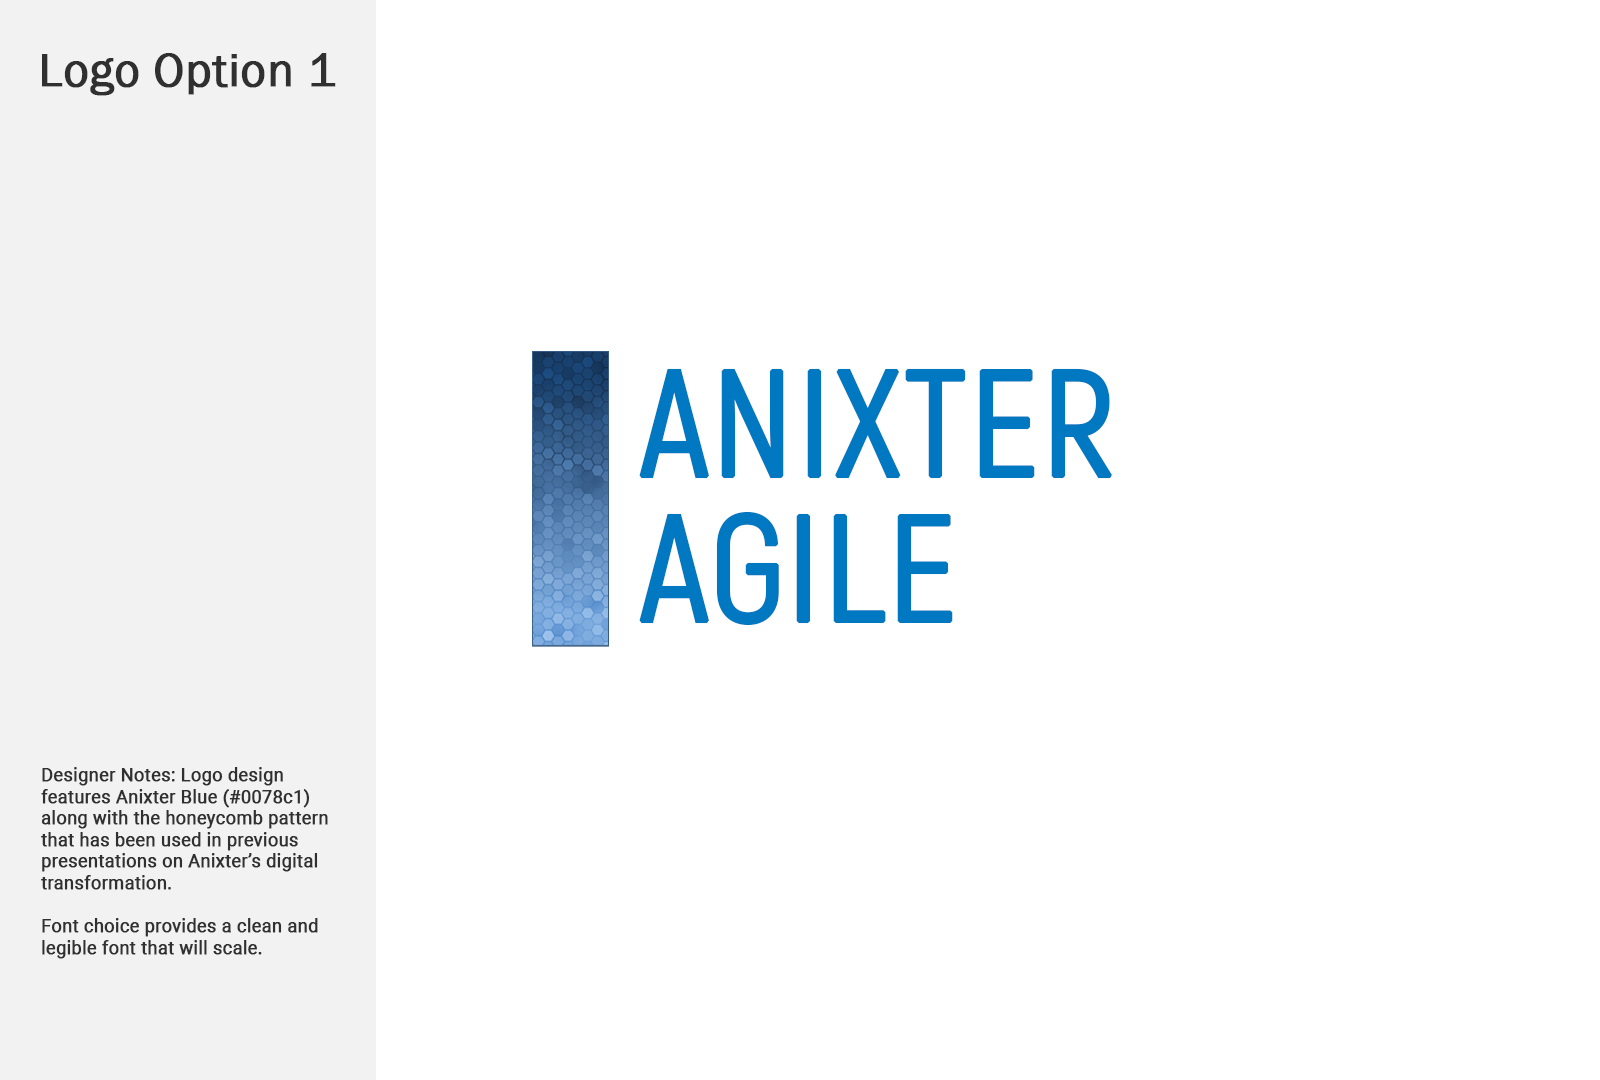 Logo Option 1
ANIXTER
AGILE
Designer Notes: Logo design
features Anixter Blue (#0078c1)
along with the honeycomb pattern
that has been used in previous
presentations on Anixter’s digital
transformation.
Font choice provides a clean and
legible font that will scale.